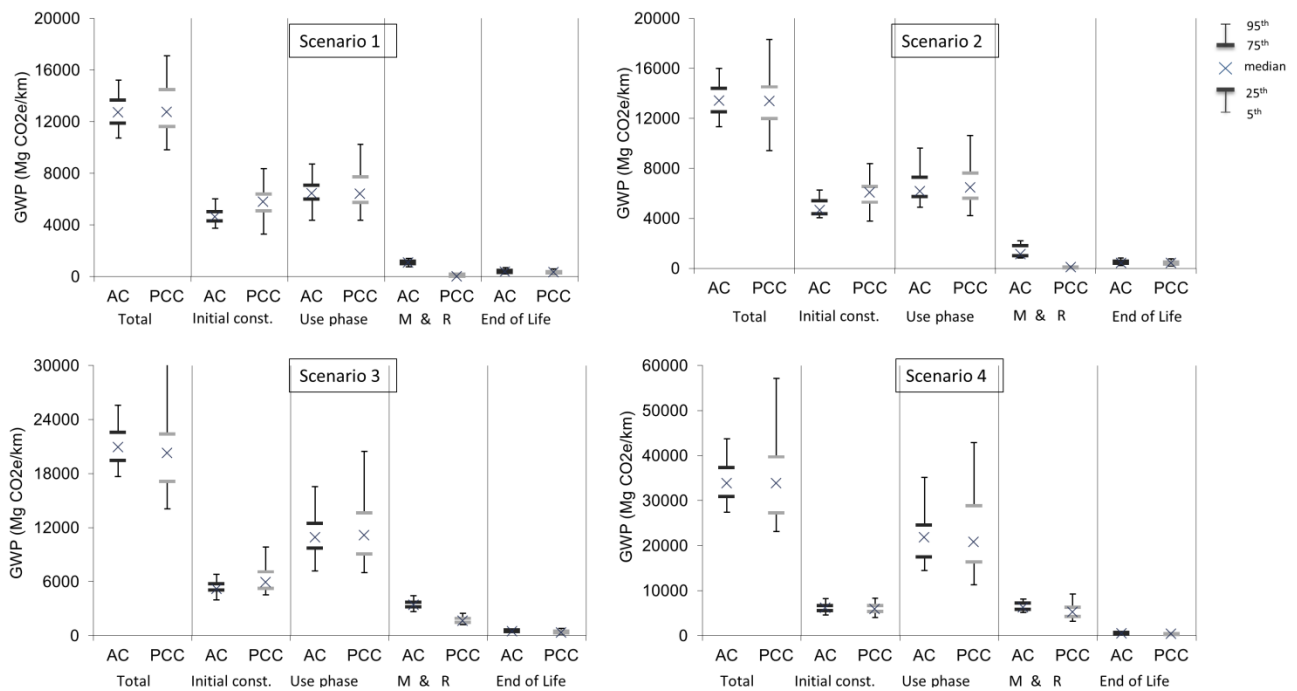 Scenario 1
GWP (Mg CO2e/km)
20000
16000
12000
8000
4000
0
AC PCC AC PCC AC PCC AC PCC AC PCC
Total Initial const. Use phase M & R End of Life
Scenario 2
GWP (Mg CO2e/km)
20000
16000
12000
8000
4000
0
AC PCC AC PCC AC PCC AC PCC AC PCC
Total Initial const. Use phase M & R End of Life
95th
75th
median
25th
5th
Scenario 3
GWP (Mg CO2e/km)
30000
24000
18000
12000
6000
0
AC PCC AC PCC AC PCC AC PCC AC PCC
Total Initial const. Use phase M & R End of Life
Scenario 4
GWP (Mg CO2e/km)
60000
50000
40000
30000
20000
10000
0
AC PCC AC PCC AC PCC AC PCC AC PCC
Total Initial const. Use phase M & R End of Life